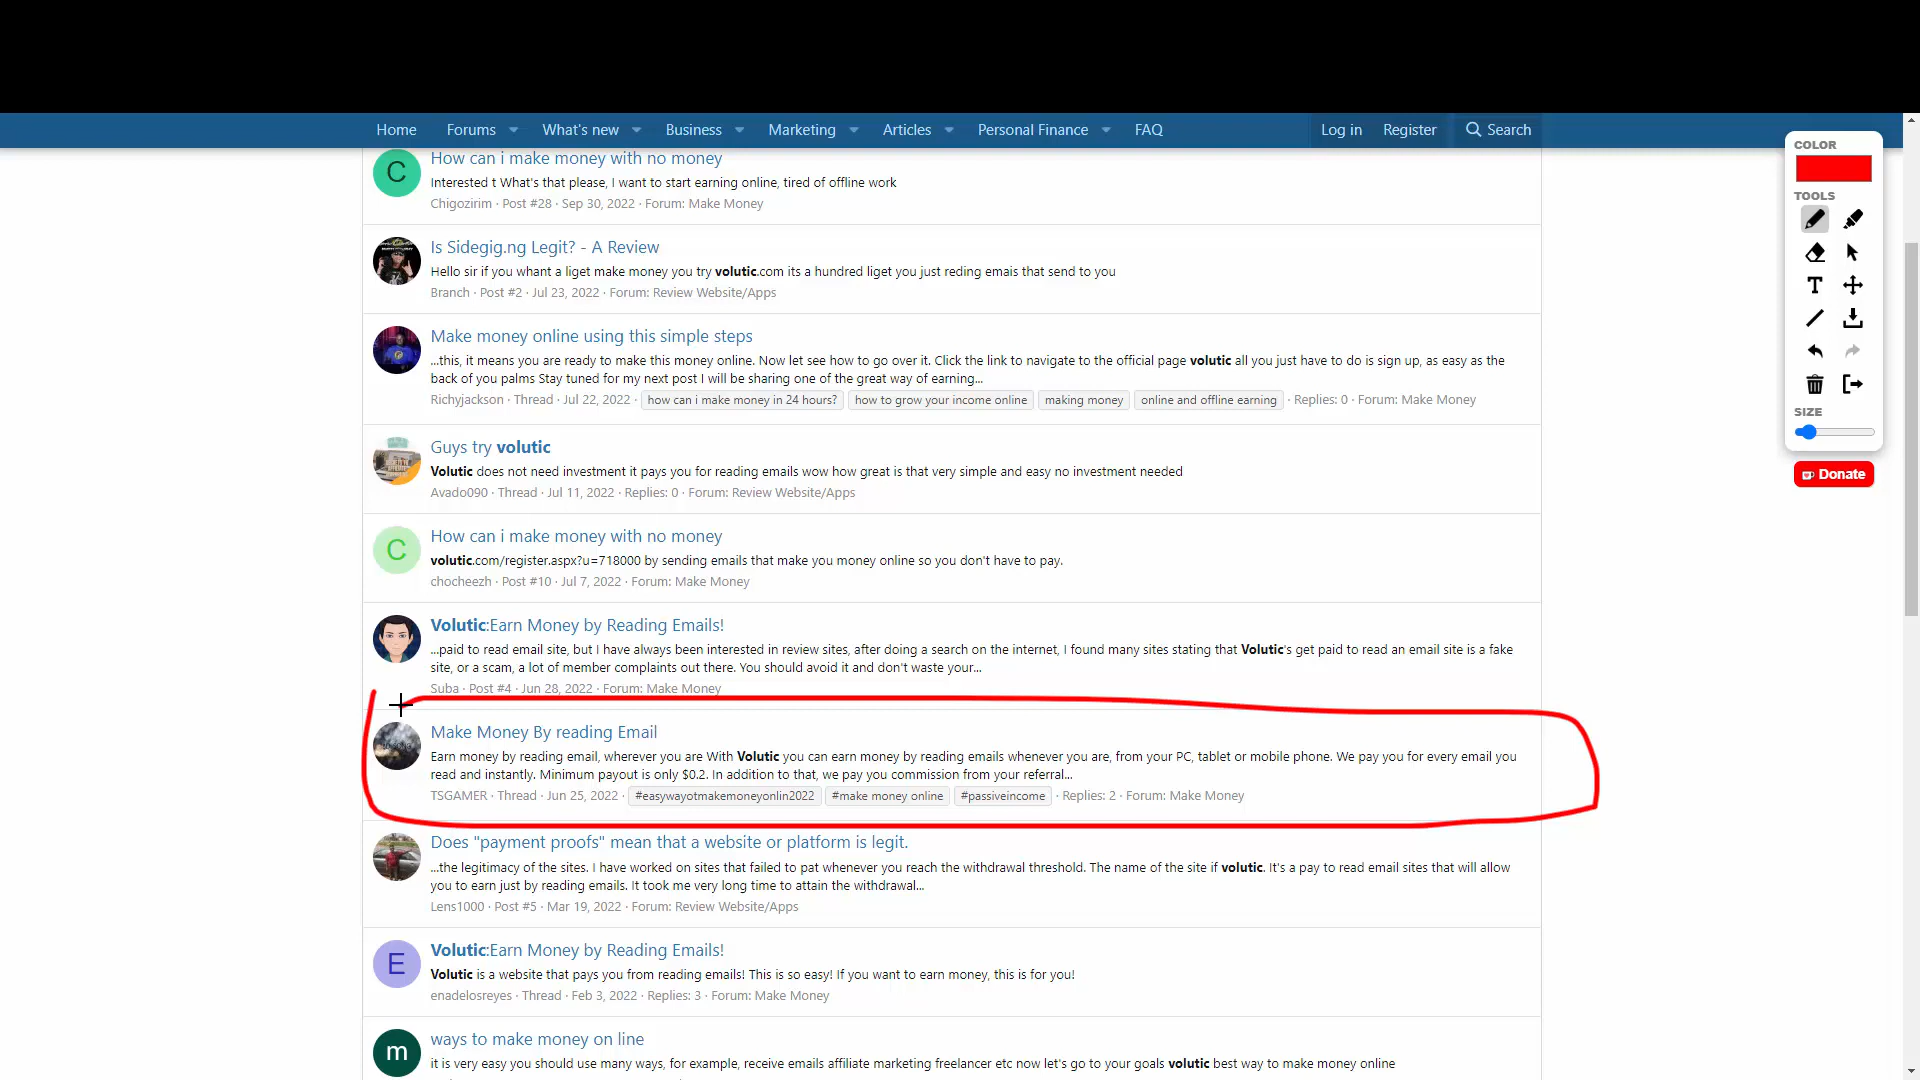 Home Forums What's new Business Marketing Articles Personal Finance FAQ Log in Register Search
COLOR
TOOLS
T
SIZE
Donate
C
How can i make money with no money
Interested t What's that please, I want to start earning online, tired of offline work
Chigozirim · Post #28 · Sep 30, 2022 · Forum: Make Money
Is Sidegig.ng Legit? - A Review
Hello sir if you whant a liget make money you try volutic.com its a hundred liget you just reding emais that send to you
Branch · Post #2 · Jul 23, 2022 · Forum: Review Website/Apps
Make money online using this simple steps
...this, it means you are ready to make this money online. Now let see how to go over it. Click the link to navigate to the official page volutic all you just have to do is sign up, as easy as the
back of you palms Stay tuned for my next post I will be sharing one of the great way of earning...
Richyjackson · Thread · Jul 22, 2022 · how can i make money in 24 hours? how to grow your income online making money online and offline earning · Replies: 0 · Forum: Make Money
Guys try volutic
Volutic does not need investment it pays you for reading emails wow how great is that very simple and easy no investment needed
Avado090 · Thread · Jul 11, 2022 · Replies: 0 · Forum: Review Website/Apps
C
How can i make money with no money
volutic.com/register.aspx?u=718000 by sending emails that make you money online so you don't have to pay.
chocheezh · Post #10 · Jul 7, 2022 · Forum: Make Money
Volutic:Earn Money by Reading Emails!
...paid to read email site, but I have always been interested in review sites, after doing a search on the internet, I found many sites stating that Volutic's get paid to read an email site is a fake
site, or a scam, a lot of member complaints out there. You should avoid it and don't waste your...
Suba · Post #4 · Jun 28, 2022 · Forum: Make Money
Make Money By reading Email
Earn money by reading email, wherever you are With Volutic you can earn money by reading emails whenever you are, from your PC, tablet or mobile phone. We pay you for every email you
read and instantly. Minimum payout is only $0.2. In addition to that, we pay you commission from your referral...
TSGAMER · Thread · Jun 25, 2022 · #easywayotmakemoneyonlin2022 #make money online #passiveincome · Replies: 2 · Forum: Make Money
Does "payment proofs" mean that a website or platform is legit.
...the legitimacy of the sites. I have worked on sites that failed to pat whenever you reach the withdrawal threshold. The name of the site if volutic. It's a pay to read email sites that will allow
you to earn just by reading emails. It took me very long time to attain the withdrawal...
Lens1000 · Post #5 · Mar 19, 2022 · Forum: Review Website/Apps
E
Volutic:Earn Money by Reading Emails!
Volutic is a website that pays you from reading emails! This is so easy! If you want to earn money, this is for you!
enadelosreyes · Thread · Feb 3, 2022 · Replies: 3 · Forum: Make Money
m
ways to make money on line
it is very easy you should use many ways, for example, receive emails affiliate marketing freelancer etc now let's go to your goals volutic best way to make money online